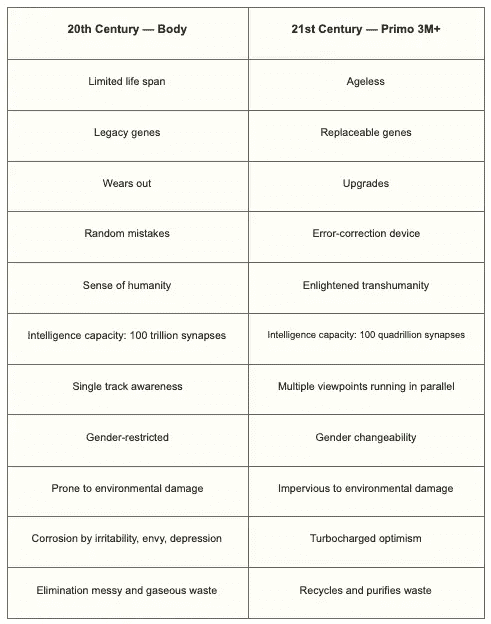 20th Century — Body
21st Century — Primo 3M+
Limited life span
Ageless
Legacy genes
Replaceable genes
Wears out
Upgrades
Random mistakes
Error-correction device
Sense of humanity
Enlightened transhumanity
Intelligence capacity: 100 trillion synapses
Intelligence capacity: 100 quadrillion synapses
Single track awareness
Multiple viewpoints running in parallel
Gender-restricted
Gender changeability
Prone to environmental damage
Impervious to environmental damage
Corrosion by irritability, envy, depression
Turbocharged optimism
Elimination messy and gaseous waste
Recycles and purifies waste